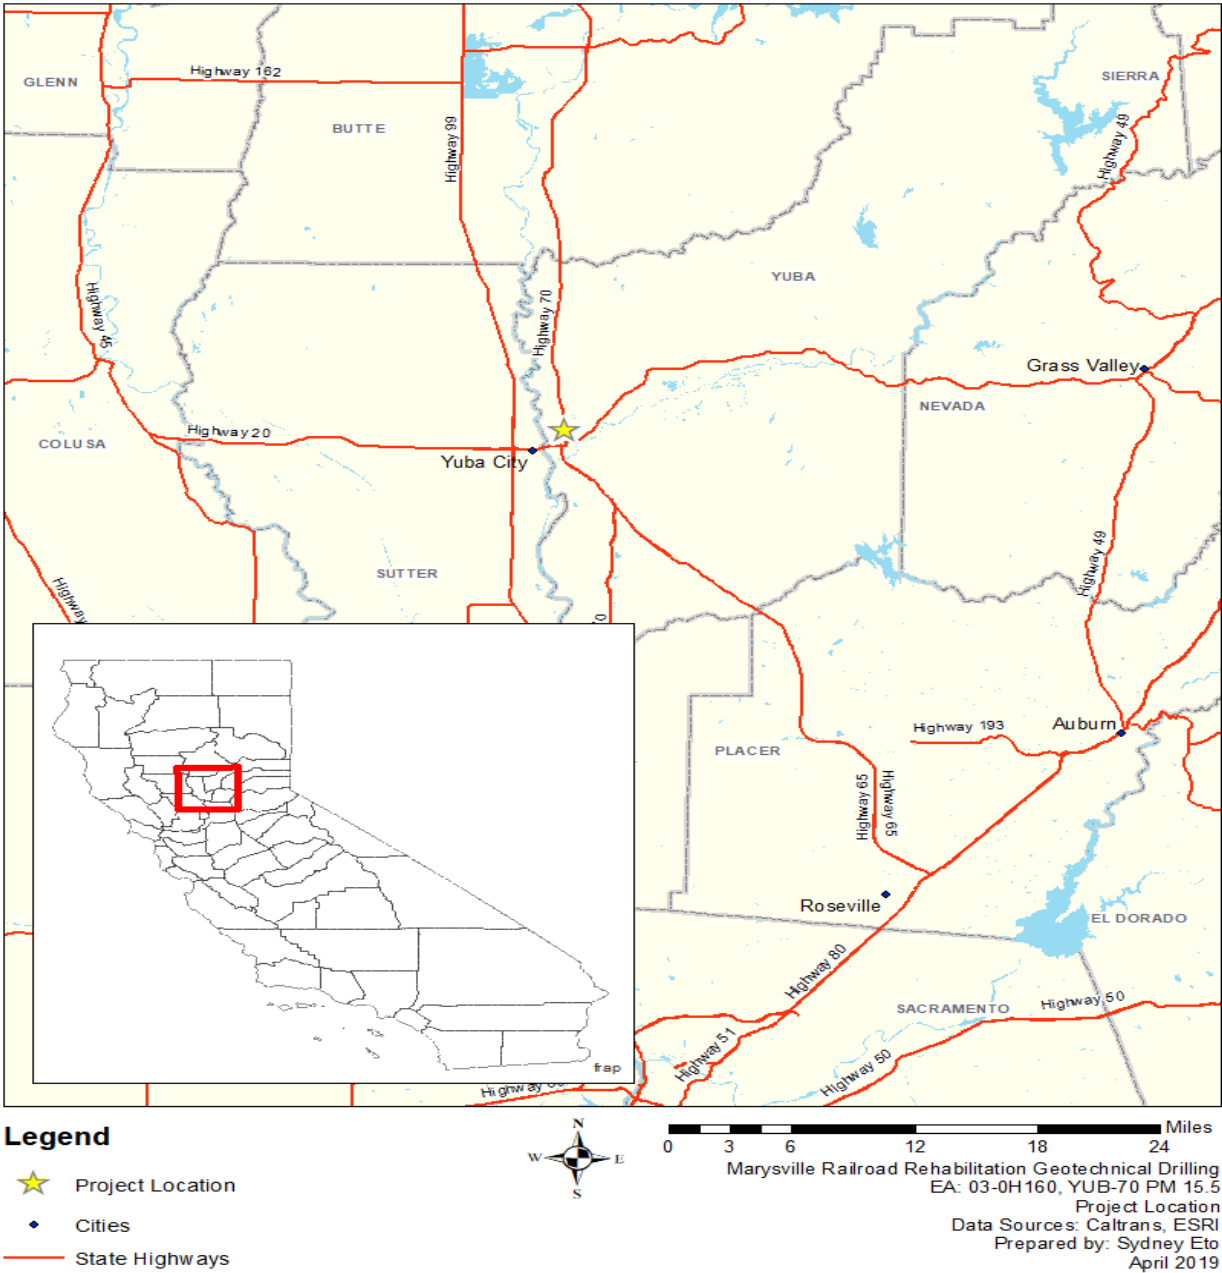 GLENN
Highway 162
BUTTE
Highway 99
SIERRA
Highway 49
YUBA
Highway 70
Highway 45
Grass Valley
NEVADA
COLUSA
Highway 20
Yuba City
SUTTER
Highway 49
Highway
Auburn
Highway 193
PLACER
Highway 65
Highway 65
Roseville
EL DORADO
Highway 80
SACRAMENTO
Highway 50
Highway 51
Highway 50
frap
Highway
Legend
Project Location
Cities
State Highways
N
W
E
S
Miles
0 3 6 12 18 24
Marysville Railroad Rehabilitation Geotechnical Drilling
EA: 03-0H160, YUB-70 PM 15.5
Project Location
Data Sources: Caltrans, ESRI
Prepared by: Sydney Eto
April 2019